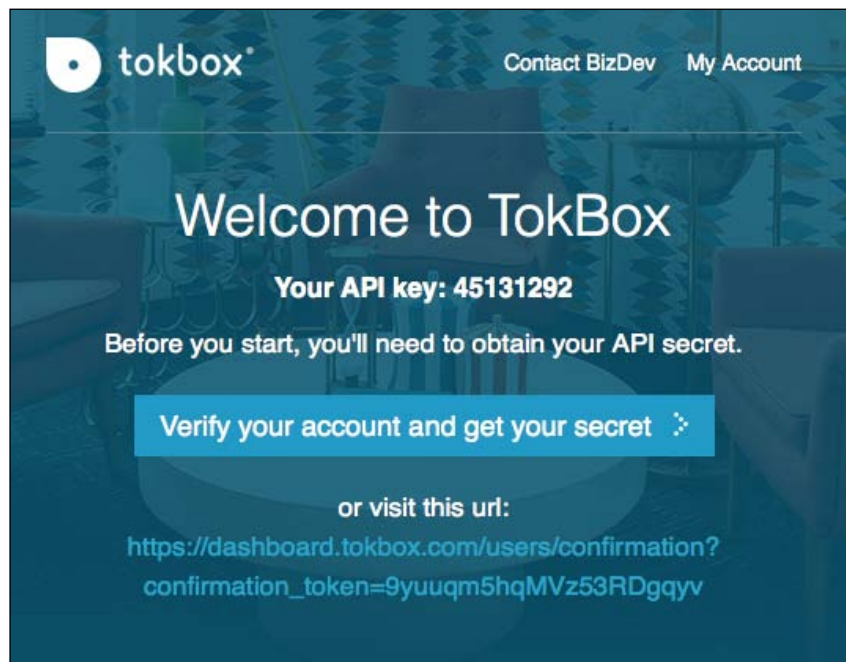 tokbox
Contact BizDev My Account
Welcome to TokBox
Your API key: 45131292
Before you start, you'll need to obtain your API secret.
Verify your account and get your secret
or visit this url:
https://dashboard.tokbox.com/users/confirmation?
confirmation_token=9yuuqm5hqMVz53RDgqyv